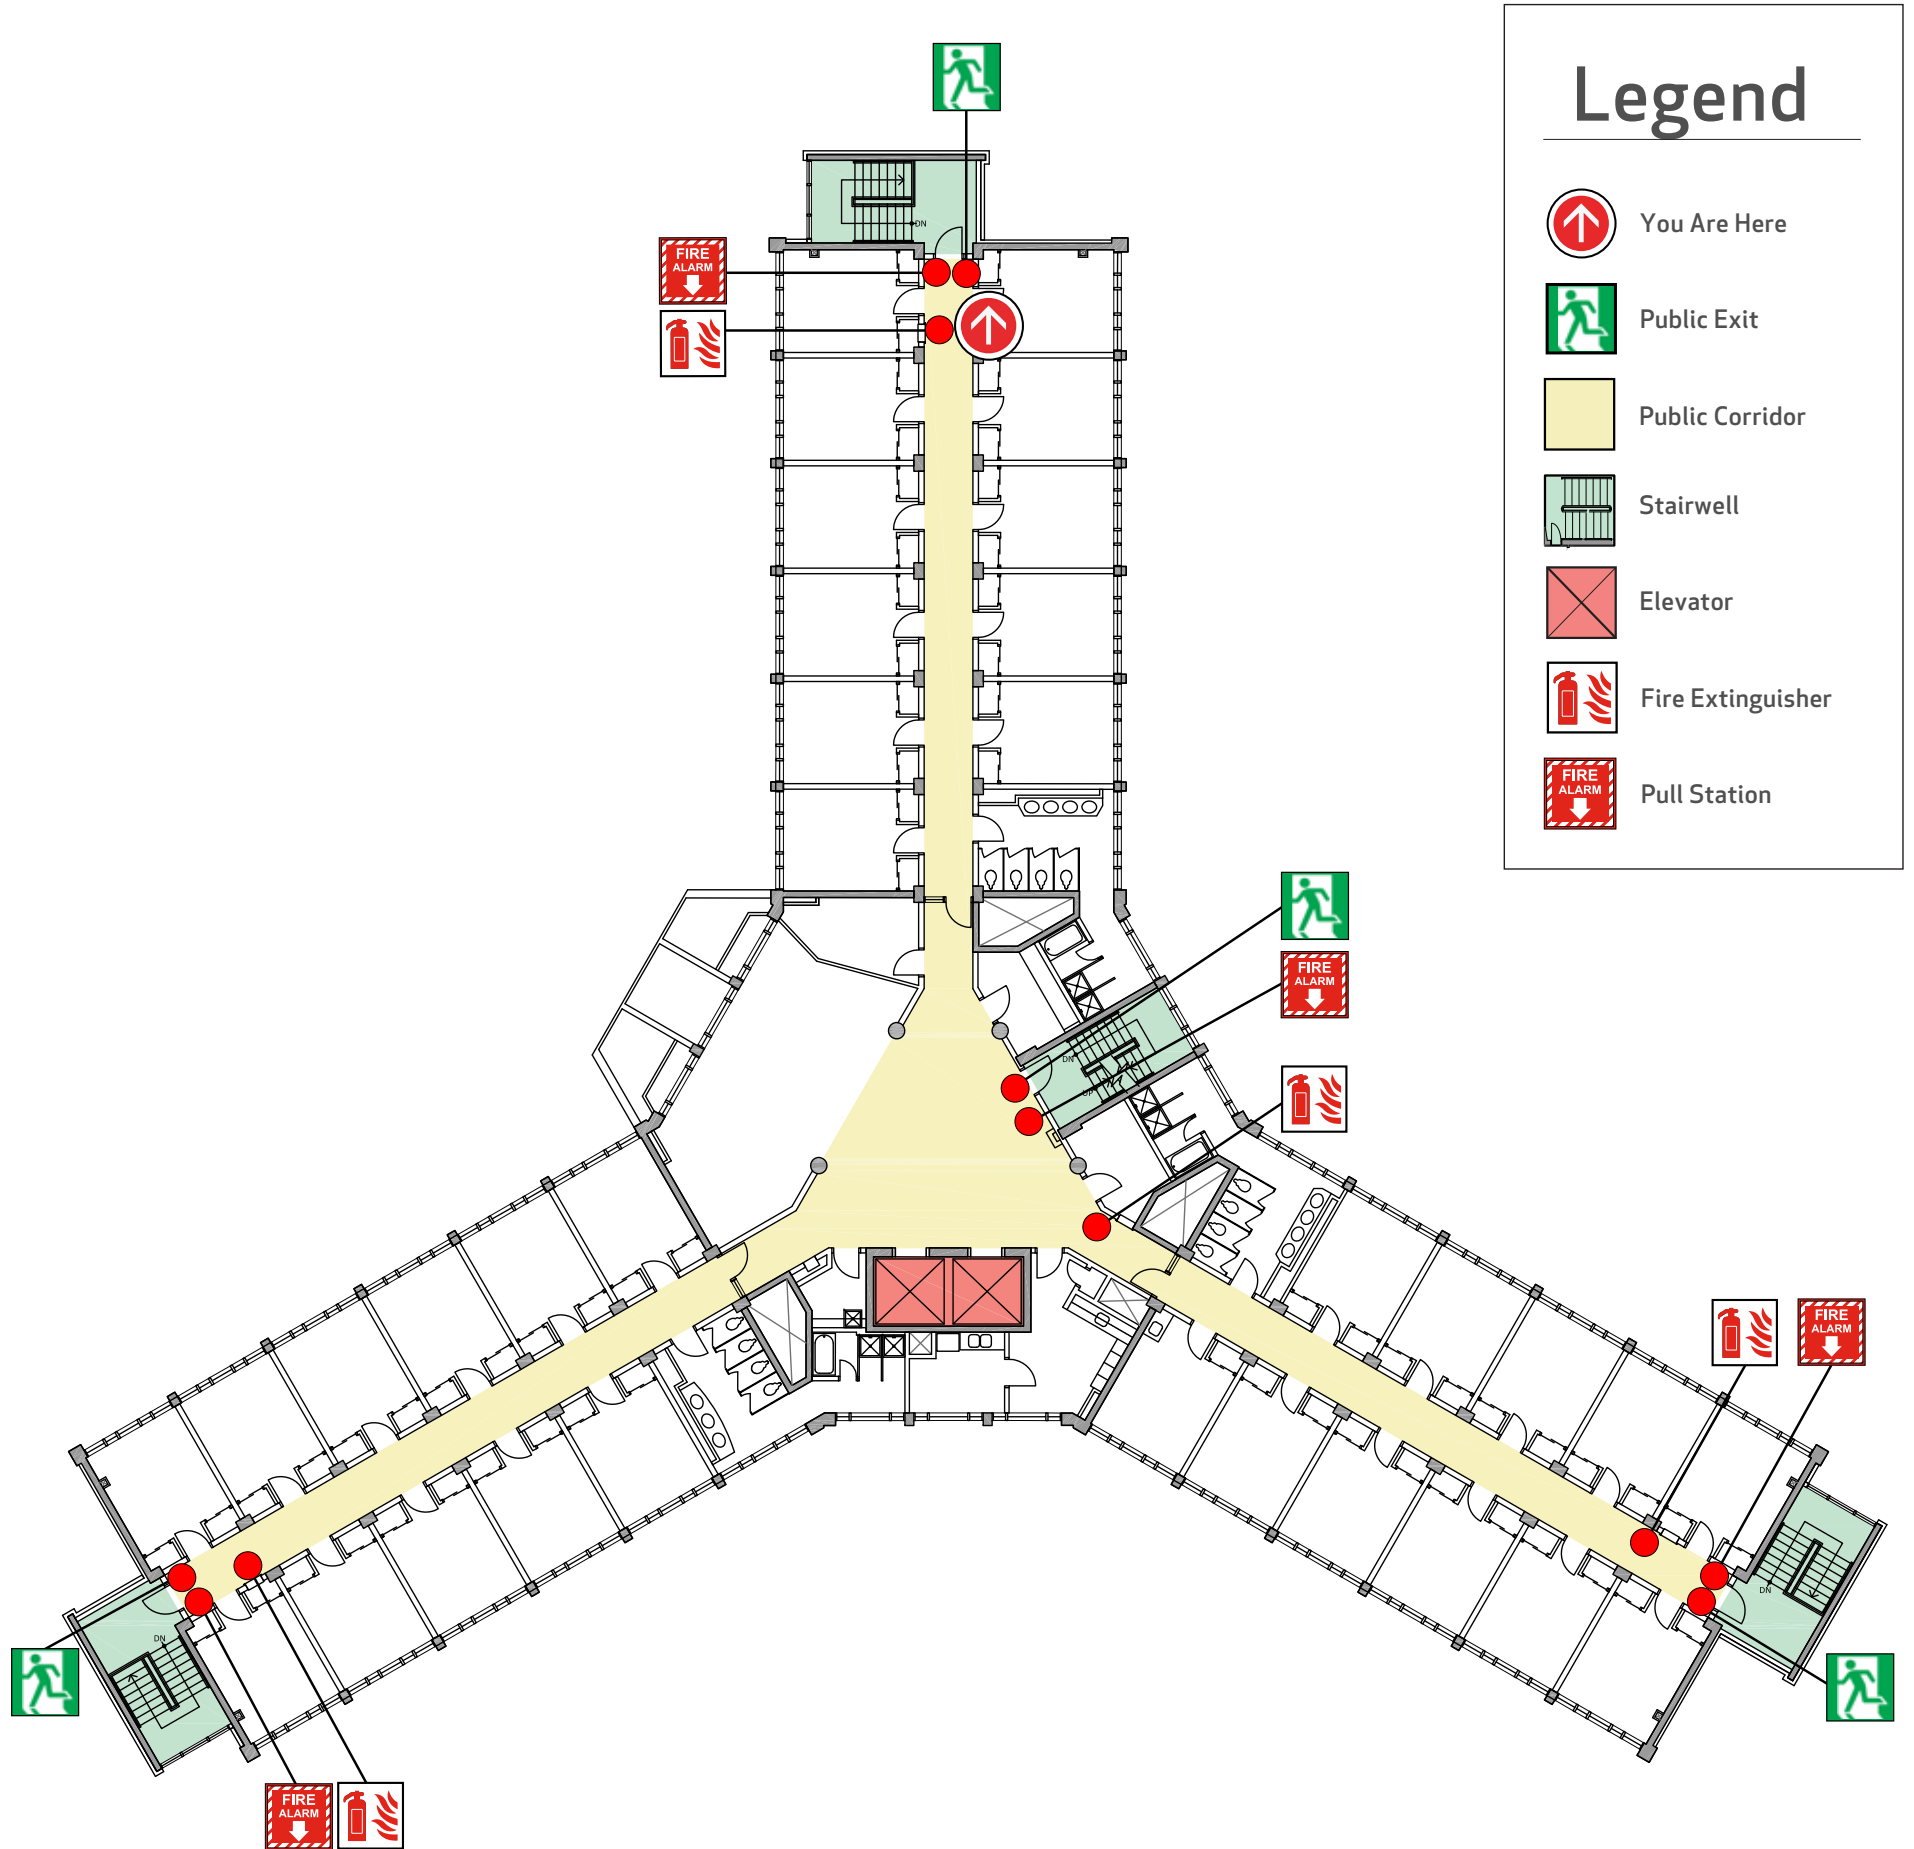 Legend
You Are Here
Public Exit
Public Corridor
Stairwell
Elevator
Fire Extinguisher
FIRE
ALARM
Pull Station
DN
FIRE
ALARM
FIRE
ALARM
DN
UP
FIRE
ALARM
DN
DN
FIRE
ALARM